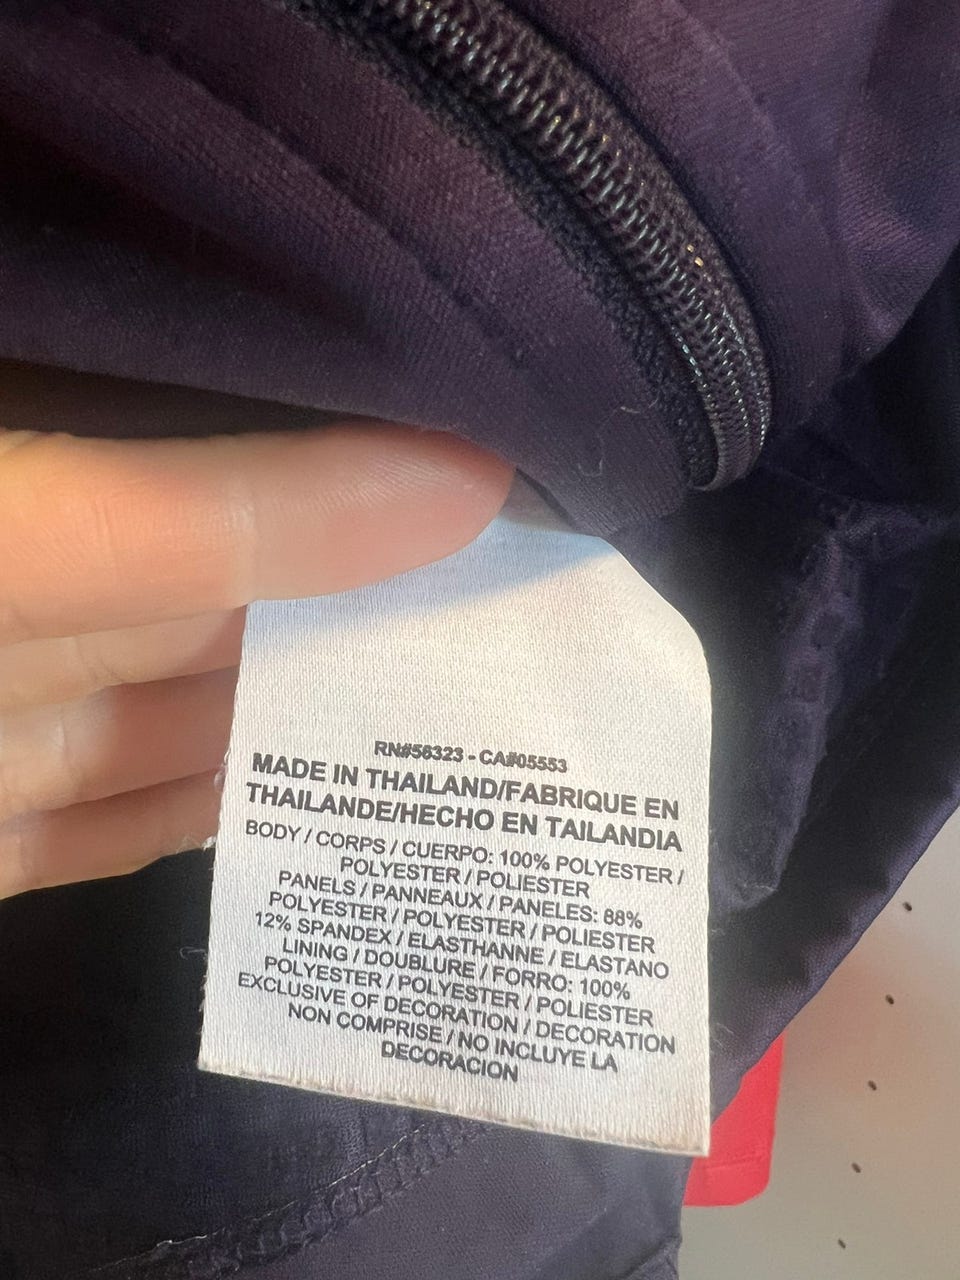 RN#56323 - CA#05553
MADE IN THAILAND/FABRIQUE EN
THAILANDE/HECHO EN TAILANDIA
BODY / CORPS / CUERPO: 100% POLYESTER /
POLYESTER / POLIESTER
PANELS / PANNEAUX / PANELES: 88%
POLYESTER / POLYESTER / POLIESTER
12% SPANDEX / ELASTHANNE / ELASTANO
LINING / DOUBLURE / FORRO: 100%
POLYESTER / POLYESTER / POLIESTER
EXCLUSIVE OF DECORATION / DECORATION
NON COMPRISE / NO INCLUYE LA
DECORACION